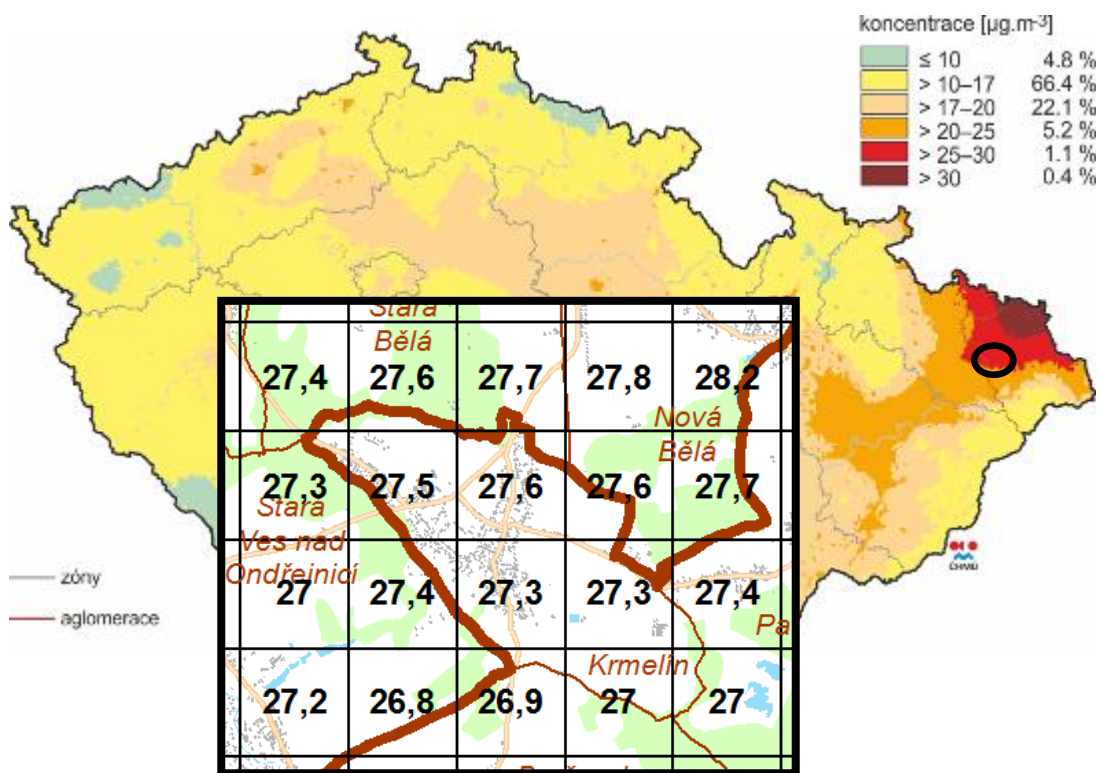 koncentrace [µg.m-3]
≤ 10 4.8 %
> 10–17 66.4 %
> 17–20 22.1 %
> 20–25 5.2 %
> 25–30 1.1 %
> 30 0.4 %
Stará
Bělá
27,4 27,6 27,7 27,8 28,2
Nová
Bělá
27,3 27,5 27,6 27,6 27,7
Stará
Ves nad
Ondřejnicí
27 27,4 27,3 27,3 27,4
Pa
Krmelín
27,2 26,8 26,9 27 27
zóny
aglomerace
ČHMÚ